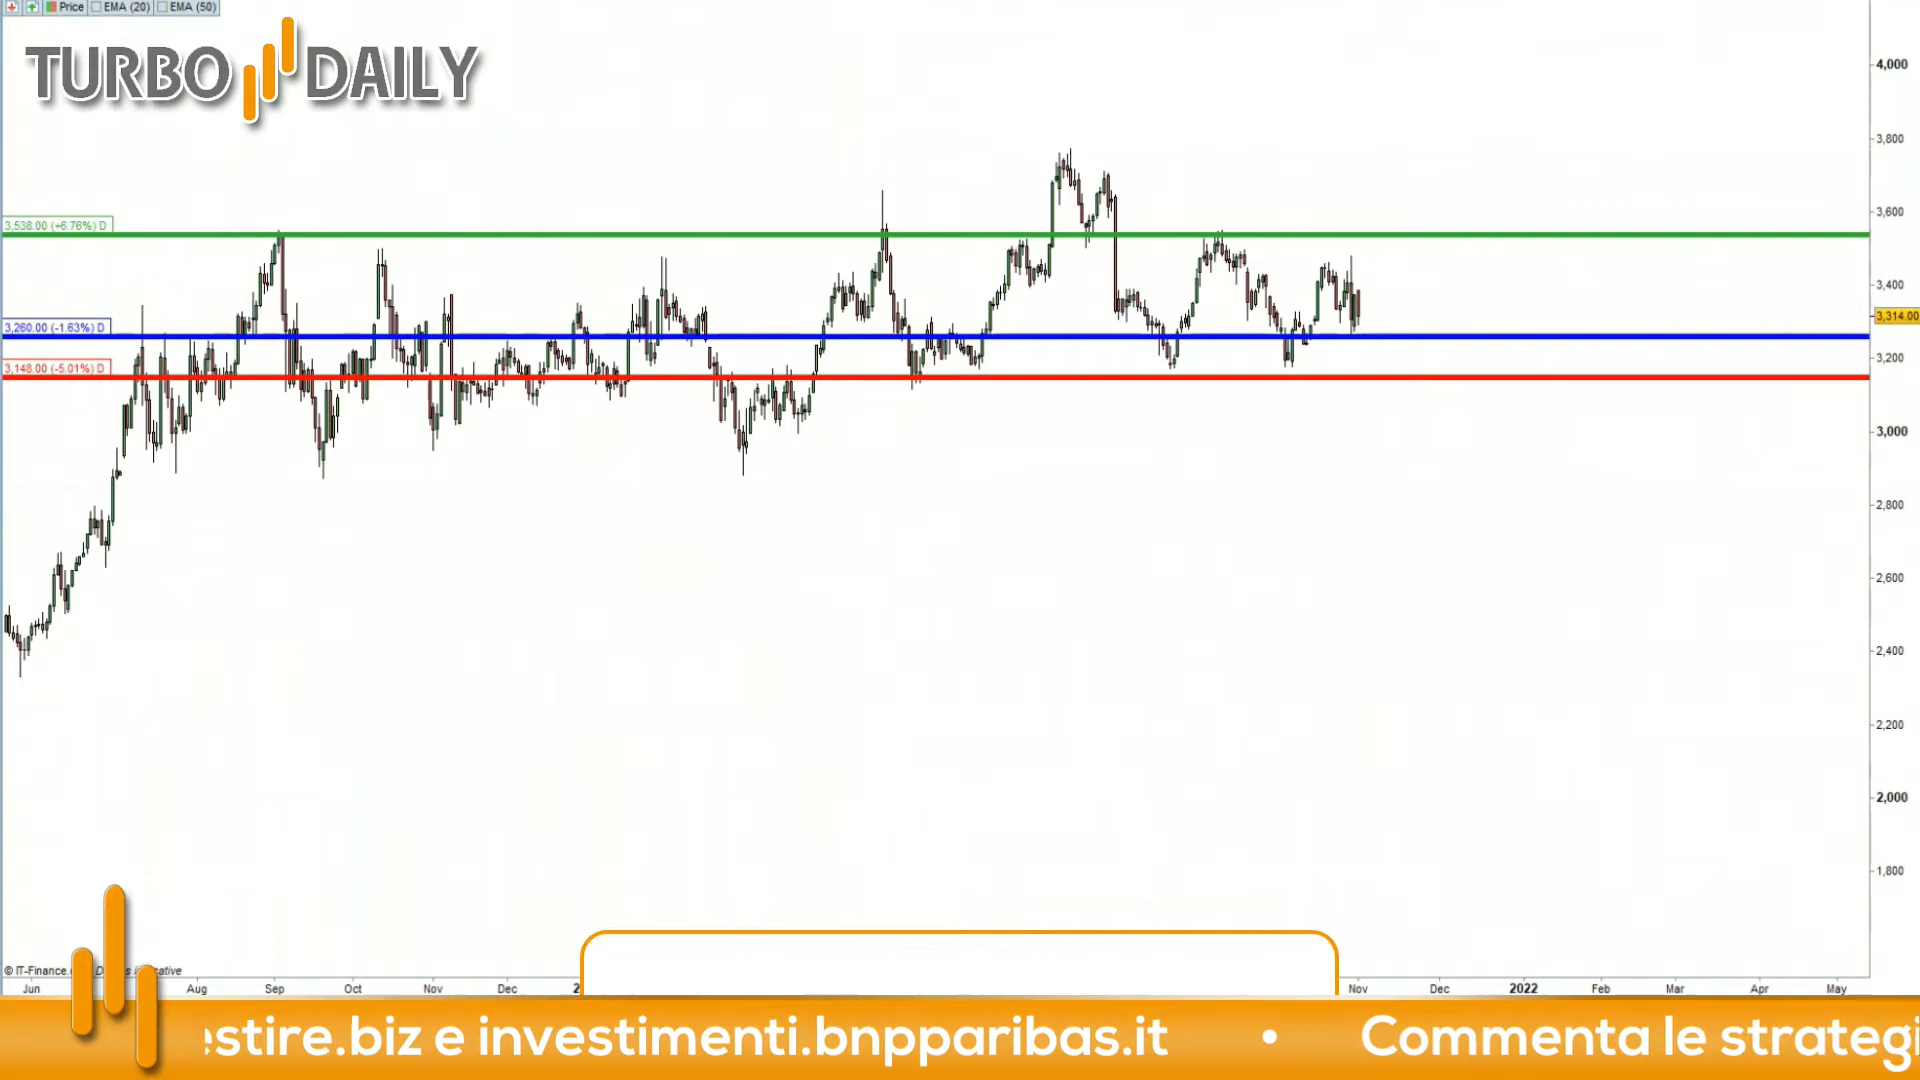 Price EMA (20) EMA (50)
TURBO DAILY
4,000
3,800
3,600
3,538.00 (+6.76%) D
3,400
3,314.00
3,260.00 (-1.63%) D
3,200
3,148.00 (-5.01%) D
3,000
2,800
2,600
2,400
2,200
2,000
1,800
© IT-Finance.
Jun Aug Sep Oct Nov Dec 2 Nov Dec 2022 Feb Mar Apr May
estire.biz e investimenti.bnpparibas.it • Commenta le strategi